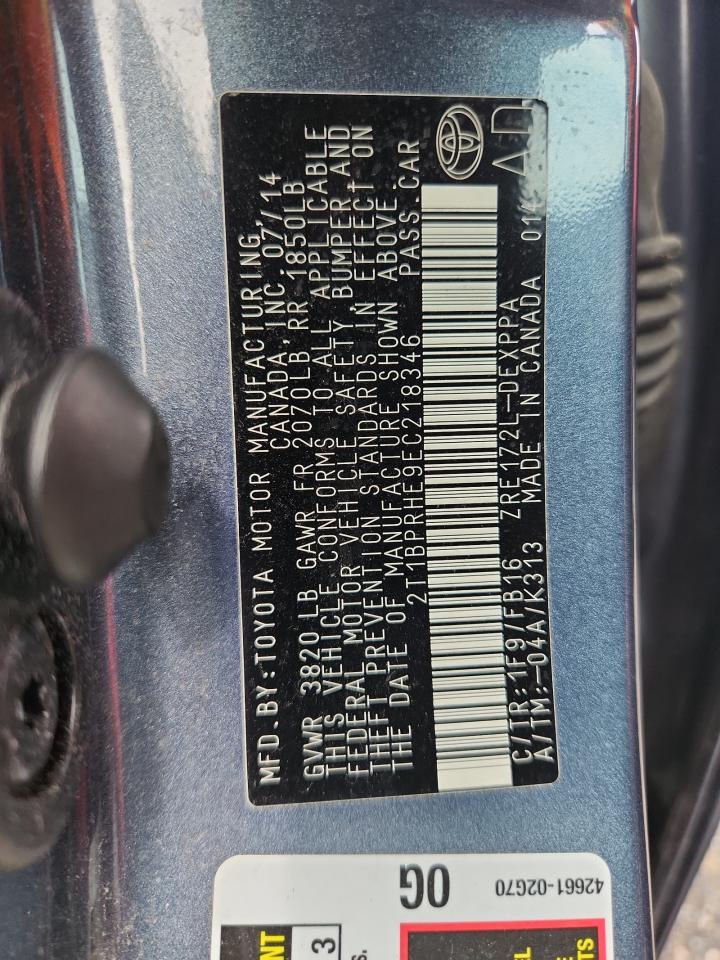 MFD.BY:TOYOTA MOTOR MANUFACTURING,
CANADA,INC.07/14
GVWR 3820 LB GAWR FR 2070LB RR 1850LB
THIS VEHICLE CONFORMS TO ALL APPLICABLE
FEDERAL MOTOR VEHICLE SAFETY BUMPER AND
THEFT PREVENTION STANDARDS IN EFFECT ON
THE DATE OF MANUFACTURE SHOWN ABOVE.
2T1BPRHE9EC218346 PASS.CAR
C/TR:1F9/FB16 ZRE172L-DEXPPA
A/TM:-04A/K313 MADE IN CANADA 014
0G
42661-02G70
3